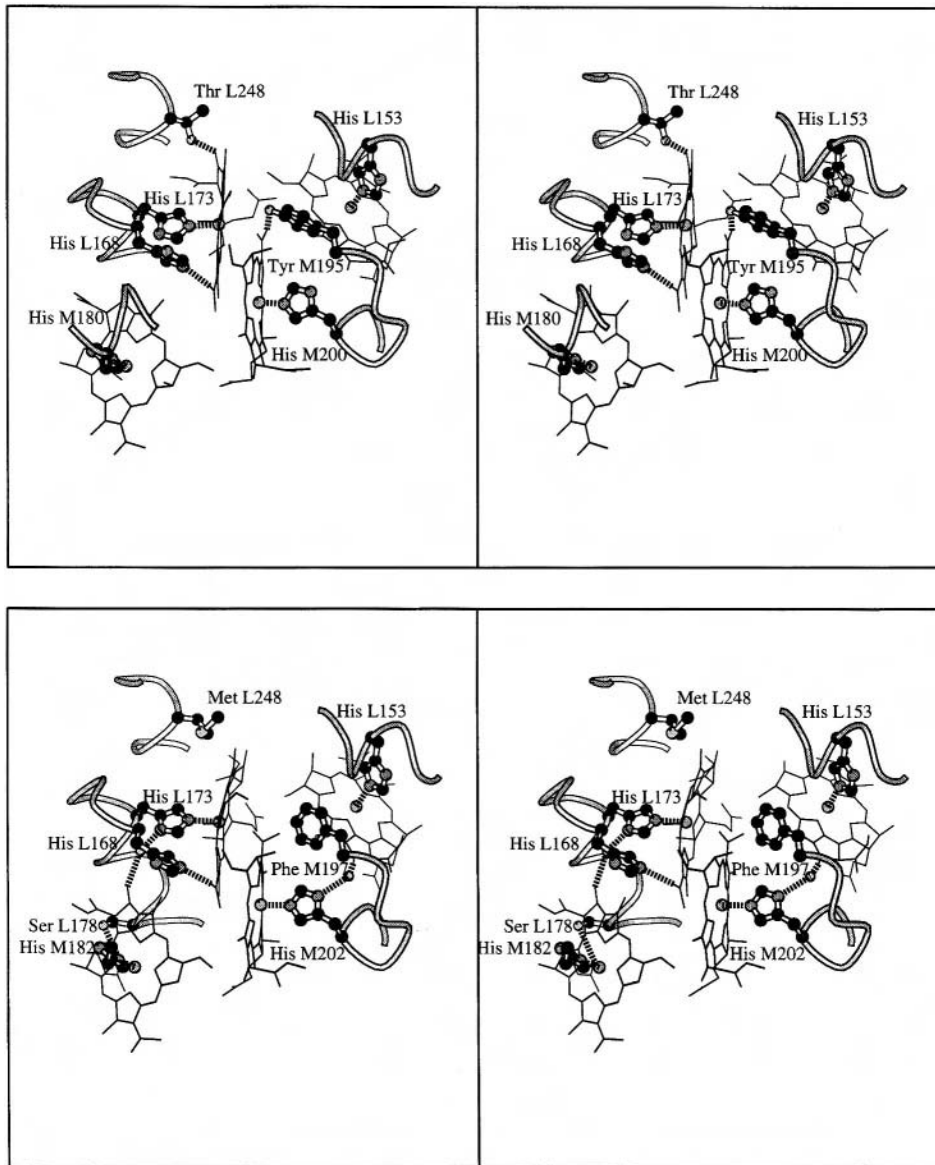 Thr L248
His L153
His L173
His L168
Tyr M195
His M180
His M200
Thr L248
His L153
His L173
His L168
Tyr M195
His M180
His M200
Met L248
His L153
His L173
His L168
Phe M197
Ser L178
His M182
His M202
Met L248
His L153
His L173
His L168
Phe M197
Ser L178
His M182
His M202